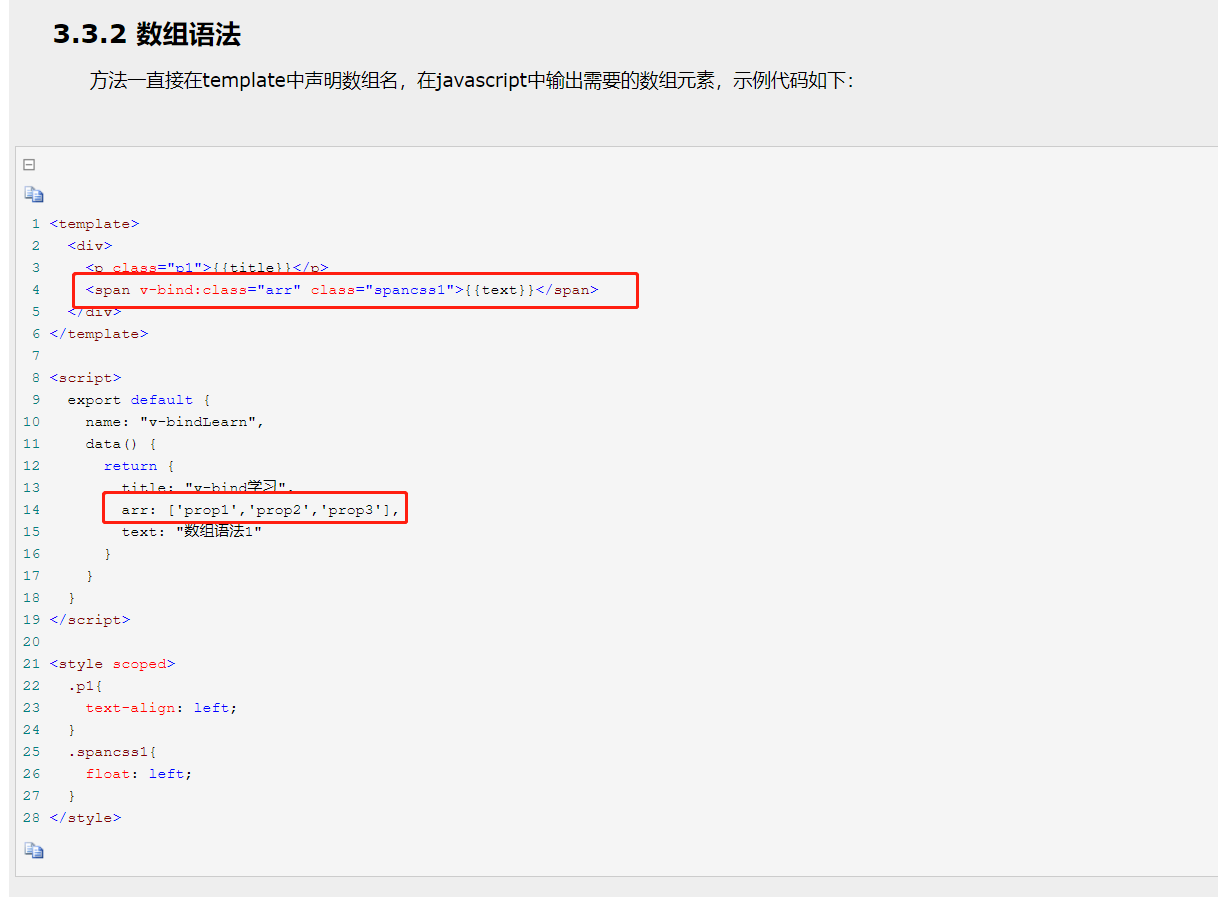 3.3.2 数组语法
方法一直接在template中声明数组名，在javascript中输出需要的数组元素，示例代码如下：
1 <template>
2   <div>
3     <p class="p1">{{title}}</p>
4     <span v-bind:class="arr" class="spancss1">{{text}}</span>
5   </div>
6 </template>
7
8 <script>
9   export default {
10     name: "v-bindLearn",
11     data() {
12       return {
13         title: "v-bind学习",
14         arr: ['prop1','prop2','prop3'],
15         text: "数组语法1"
16       }
17     }
18   }
19 </script>
20
21 <style scoped>
22   .p1{
23     text-align: left;
24   }
25   .spancss1{
26     float: left;
27   }
28 </style>